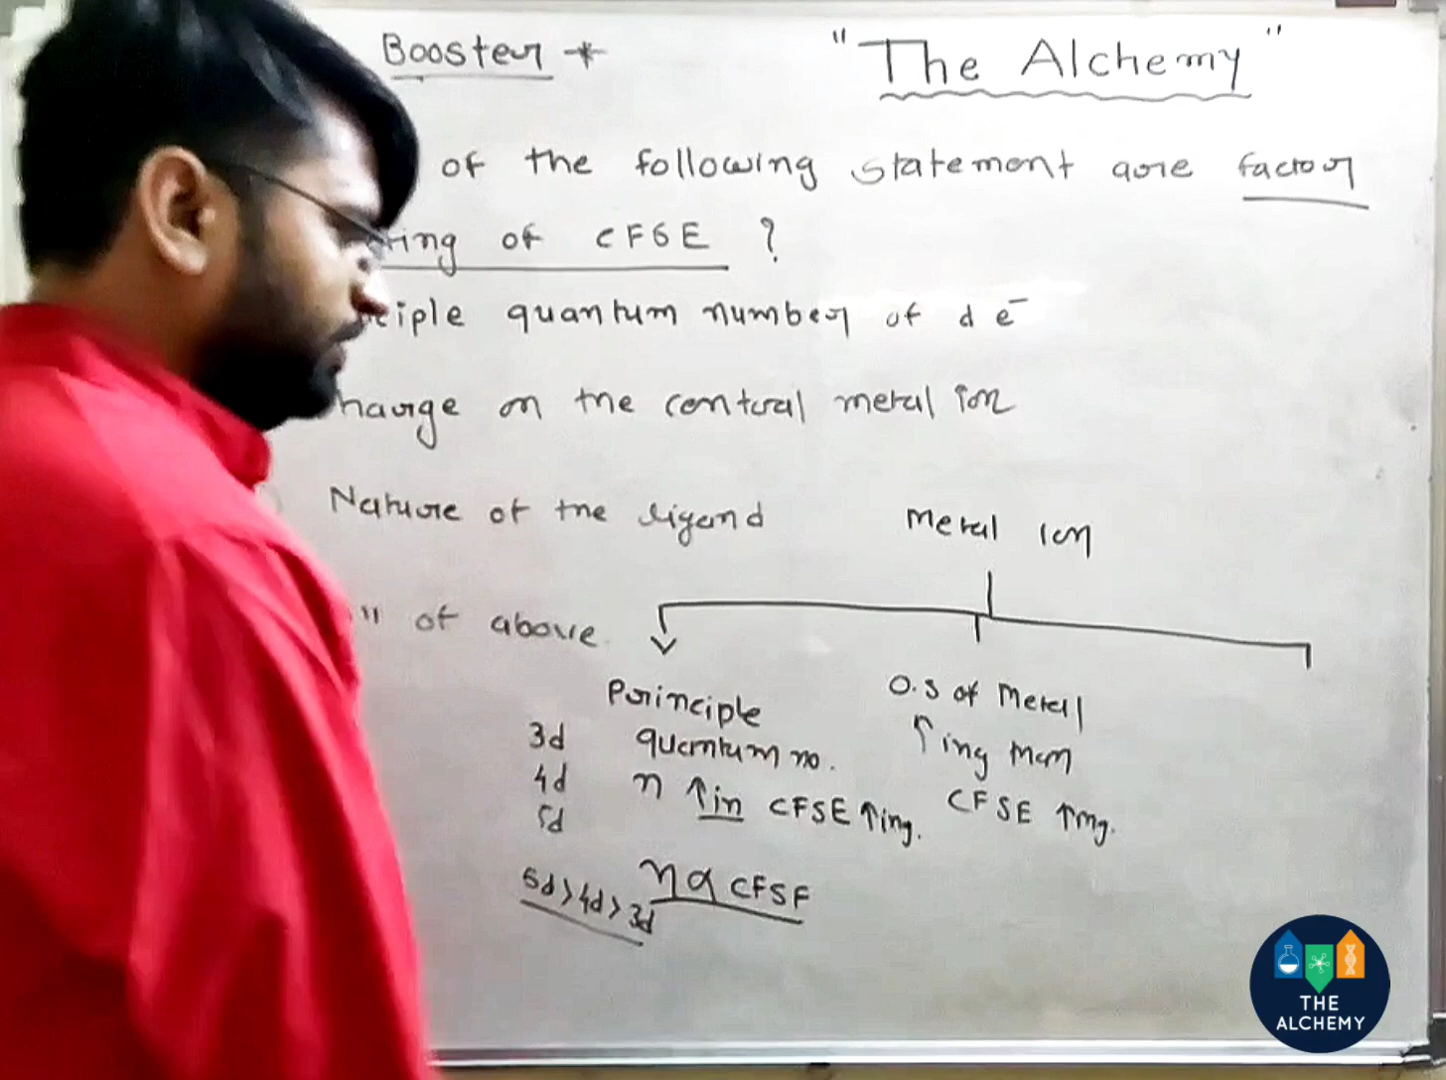 Booster *
"The Alchemy"
of the following statement are factor
ing of CFSE ?
ciple quantum number of d e⁻
harge on the central metal ion
Nature of the ligand
Metal ion
" of above
Principle
quantum no.
n ↑in CFSE ↑ing.
3d
4d
5d
n α CFSE
5d > 4d > 3d
O.S of Metal
↑ing
CFSE ↑ing.
THE
ALCHEMY